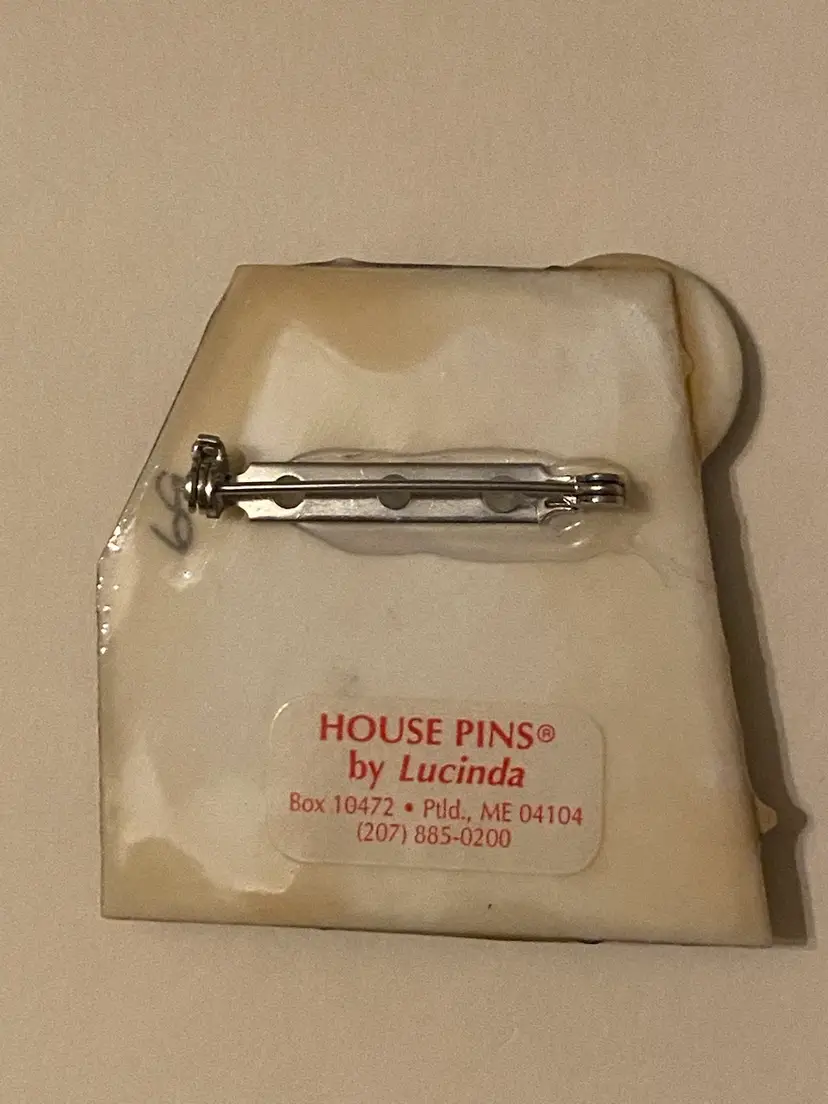 HOUSE PINS®
by Lucinda
Box 10472 • Ptld., ME 04104
(207) 885-0200